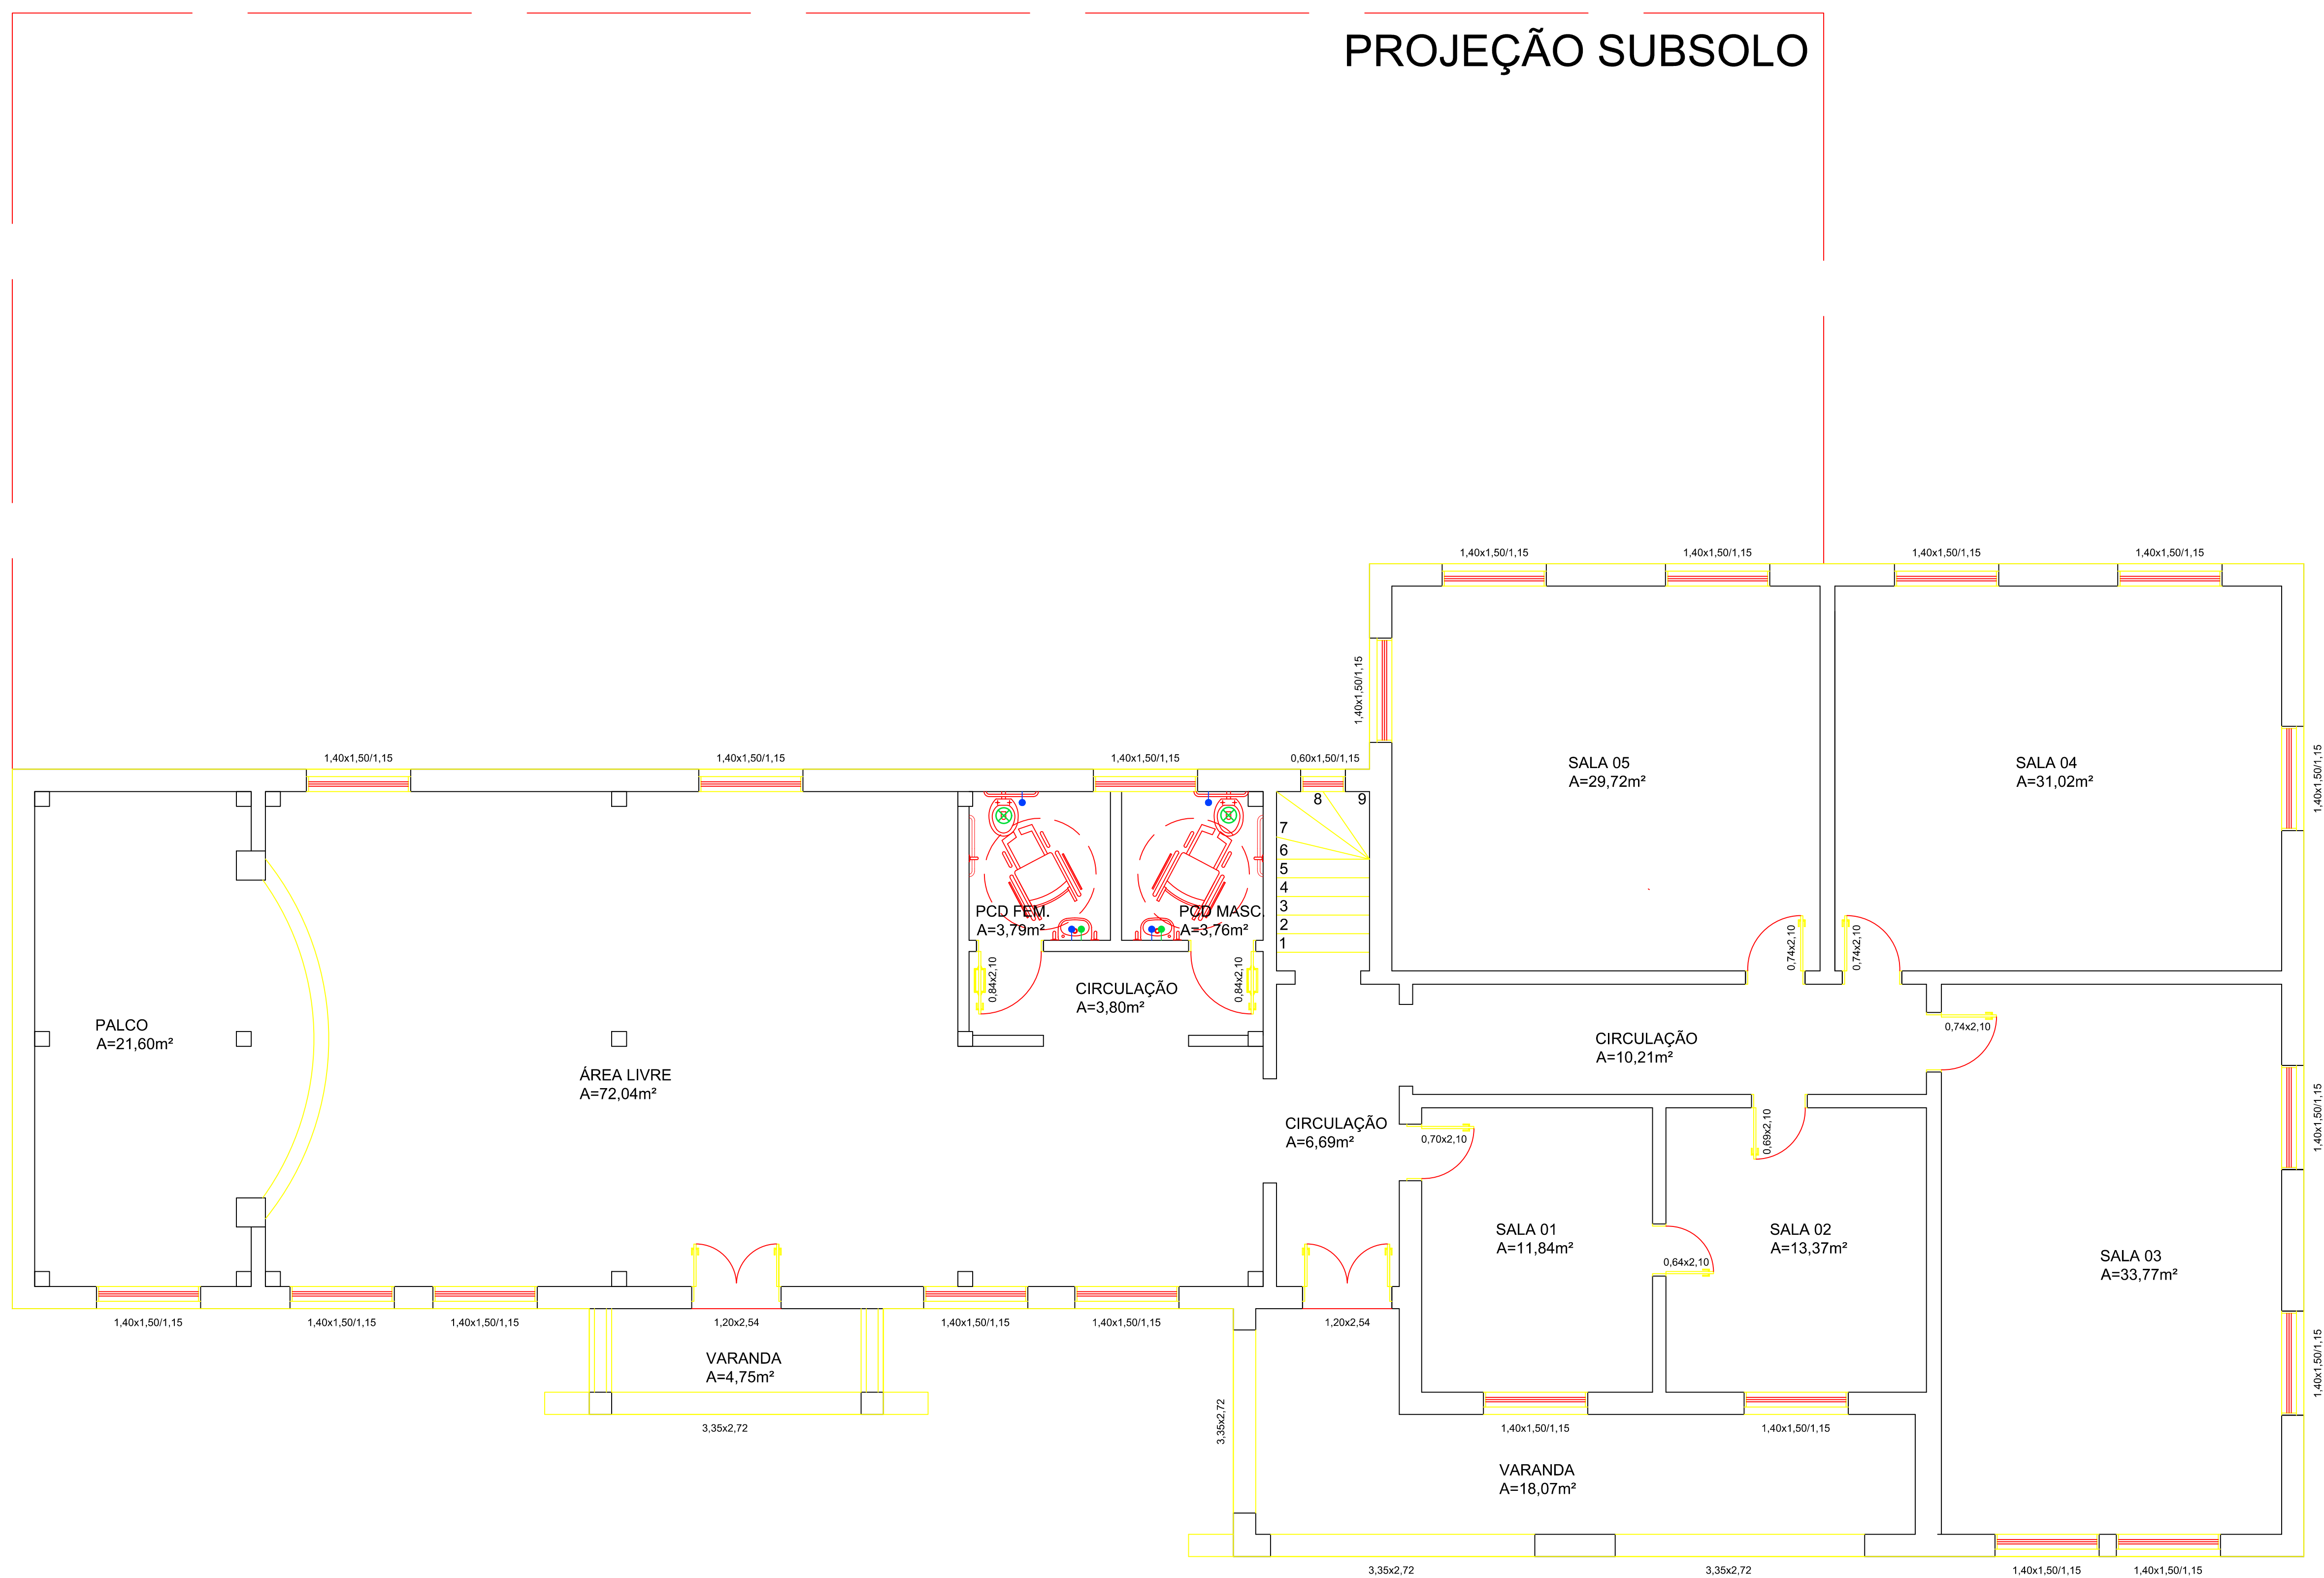 PROJEÇÃO SUBSOLO
1,40x1,50/1,15
1,40x1,50/1,15
1,40x1,50/1,15
1,40x1,50/1,15
1,40x1,50/1,15
1,40x1,50/1,15
1,40x1,50/1,15
1,40x1,50/1,15
0,60x1,50/1,15
SALA 05
A=29,72m²
SALA 04
A=31,02m²
1,40x1,50/1,15
8
9
7
6
5
4
3
2
1
PCD FEM.
A=3,79m²
PCD MASC.
A=3,76m²
0,74x2,10
0,74x2,10
0,84x2,10
0,84x2,10
CIRCULAÇÃO
A=3,80m²
PALCO
A=21,60m²
0,74x2,10
CIRCULAÇÃO
A=10,21m²
ÁREA LIVRE
A=72,04m²
CIRCULAÇÃO
A=6,69m²
0,70x2,10
0,69x2,10
1,40x1,50/1,15
SALA 01
A=11,84m²
SALA 02
A=13,37m²
0,64x2,10
SALA 03
A=33,77m²
1,40x1,50/1,15
1,40x1,50/1,15
1,40x1,50/1,15
1,40x1,50/1,15
1,20x2,54
1,40x1,50/1,15
1,40x1,50/1,15
1,20x2,54
VARANDA
A=4,75m²
3,35x2,72
3,35x2,72
1,40x1,50/1,15
1,40x1,50/1,15
VARANDA
A=18,07m²
3,35x2,72
3,35x2,72
1,40x1,50/1,15
1,40x1,50/1,15